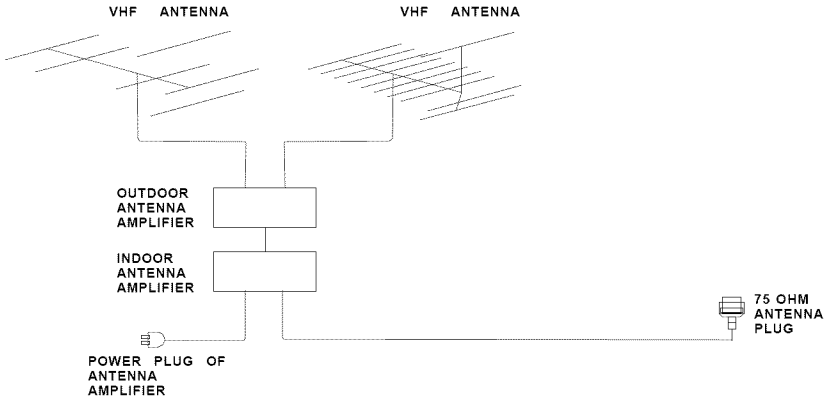 VHF ANTENNA
VHF ANTENNA
OUTDOOR
ANTENNA
AMPLIFIER
INDOOR
ANTENNA
AMPLIFIER
75 OHM
ANTENNA
PLUG
POWER PLUG OF
ANTENNA
AMPLIFIER